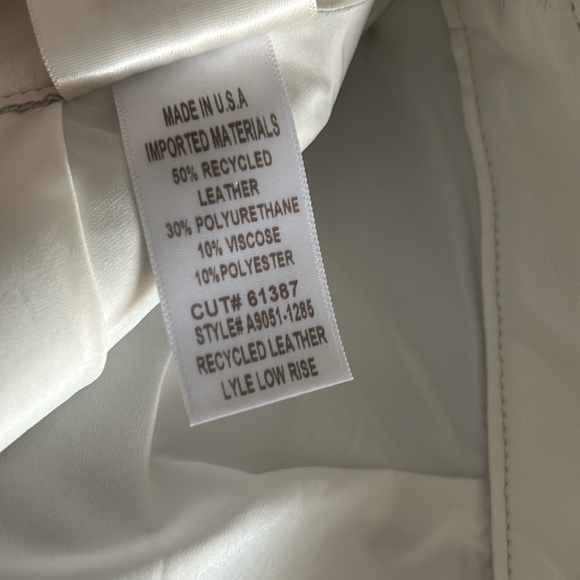 MADE IN U.S.A
IMPORTED MATERIALS
50% RECYCLED
LEATHER
30% POLYURETHANE
10% VISCOSE
10%POLYESTER
CUT# 61387
STYLE# A9051-1285
RECYCLED LEATHER
LYLE LOW RISE